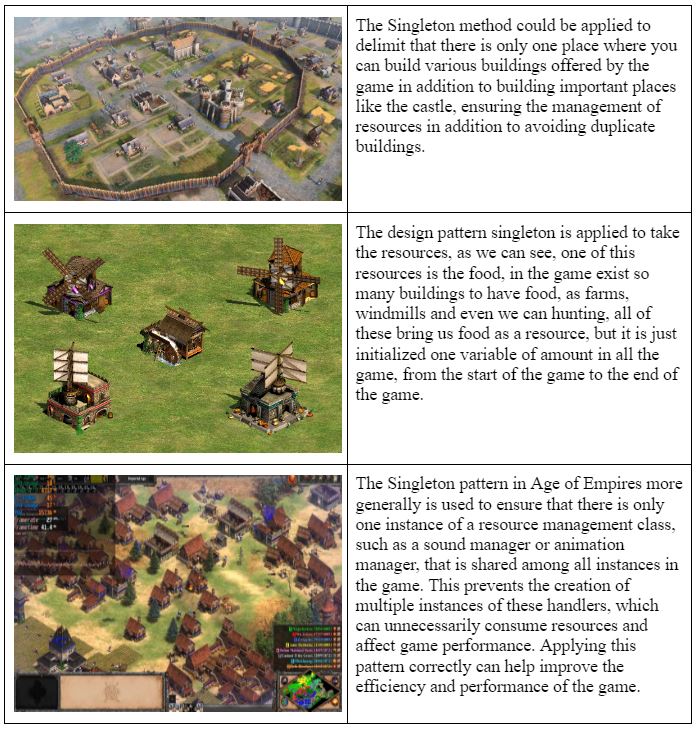 The Singleton method could be applied to
delimit that there is only one place where you
can build various buildings offered by the
game in addition to building important places
like the castle, ensuring the management of
resources in addition to avoiding duplicate
buildings.
The design pattern singleton is applied to take
the resources, as we can see, one of this
resources is the food, in the game exist so
many buildings to have food, as farms,
windmills and even we can hunting, all of
these bring us food as a resource, but it is just
initialized one variable of amount in all the
game, from the start of the game to the end of
the game.
The Singleton pattern in Age of Empires more
generally is used to ensure that there is only
one instance of a resource management class,
such as a sound manager or animation
manager, that is shared among all instances in
the game. This prevents the creation of
multiple instances of these handlers, which
can unnecessarily consume resources and
affect game performance. Applying this
pattern correctly can help improve the
efficiency and performance of the game.